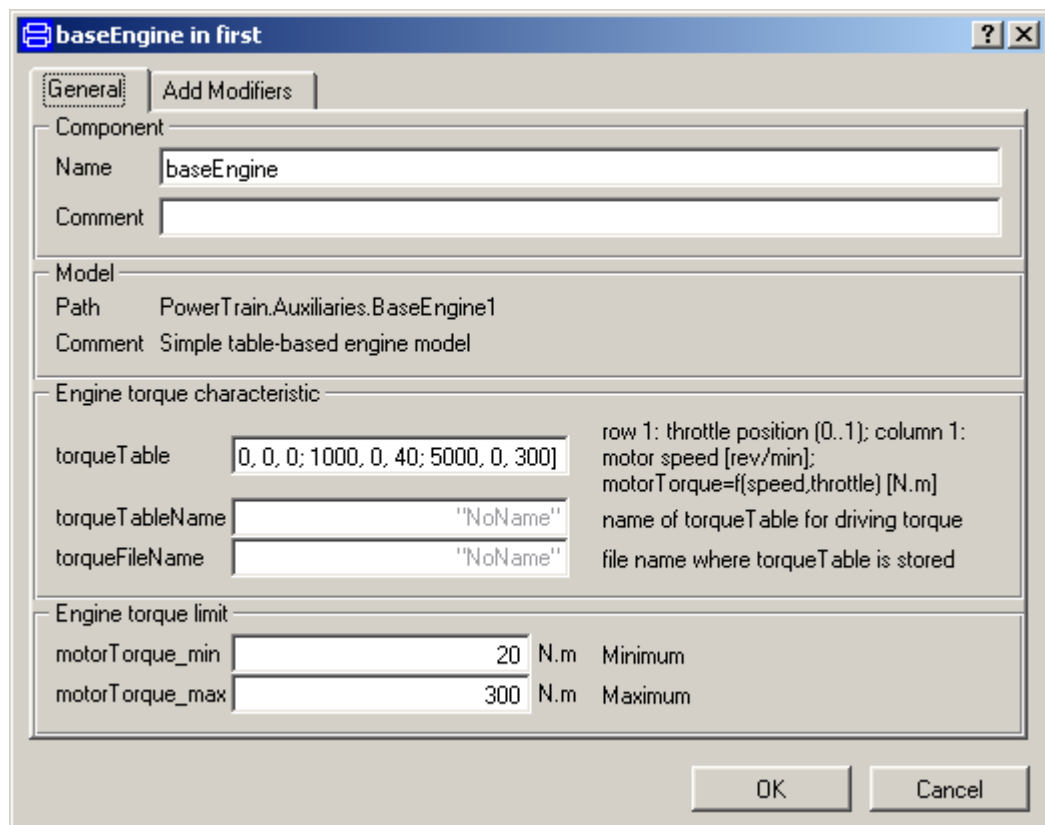 baseEngine in first
General Add Modifiers
Component
Name baseEngine
Comment
Model
Path PowerTrain.Auxiliaries.BaseEngine1
Comment Simple table-based engine model
Engine torque characteristic
row 1: throttle position (0..1); column 1:
torqueTable 0, 0, 0; 1000, 0, 40; 5000, 0, 300] motor speed [rev/min];
motorTorque=f(speed,throttle) [N.m]
torqueTableName "NoName" name of torqueTable for driving torque
torqueFileName "NoName" file name where torqueTable is stored
Engine torque limit
motorTorque_min 20 N.m Minimum
motorTorque_max 300 N.m Maximum
OK Cancel